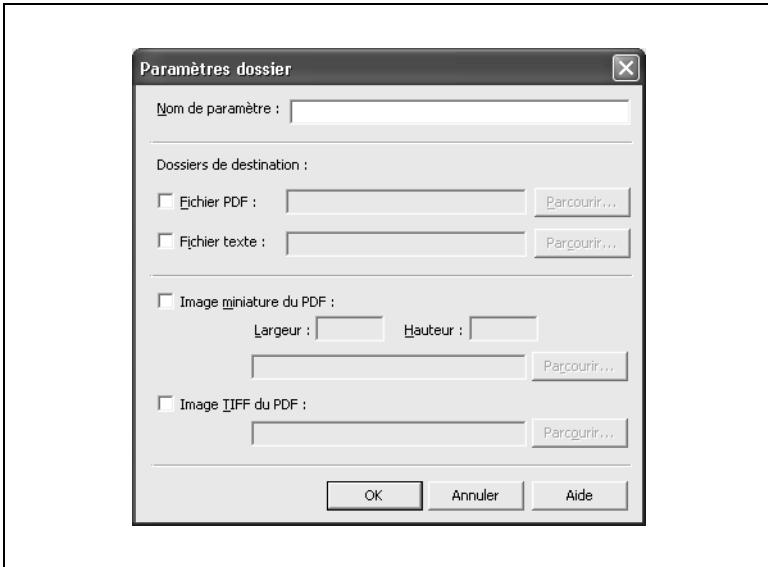 Paramètres dossier
Nom de paramètre :
Dossiers de destination :
Fichier PDF :
Parcourir...
Fichier texte :
Parcourir...
Image miniature du PDF :
Largeur : Hauteur :
Parcourir...
Image TIFF du PDF :
Parcourir...
OK Annuler Aide